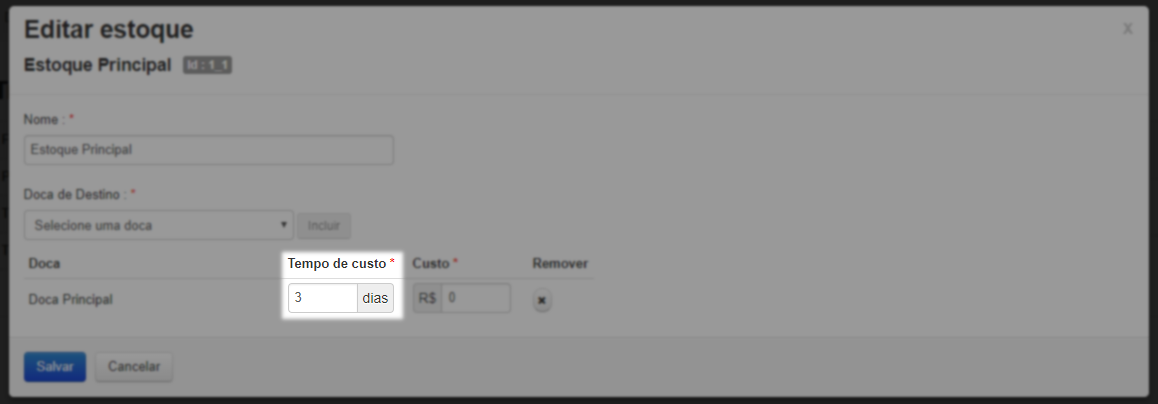 Editar estoque
x
Estoque Principal Id : 1_1
Nome : *
Estoque Principal
Doca de Destino : *
Selecione uma doca Incluir
Doca Tempo de custo * Custo * Remover
Doca Principal 3 dias R$ 0
Salvar Cancelar